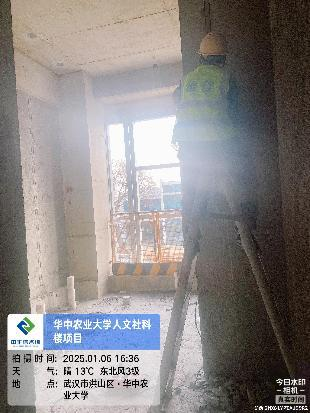 华中农业大学人文社科
楼项目
拍摄时间：2025.01.06 16:36
天 气：晴 13℃ 东北风3级
地 点：武汉市洪山区·华中农
业大学
今日水印
-相机-
真实时间